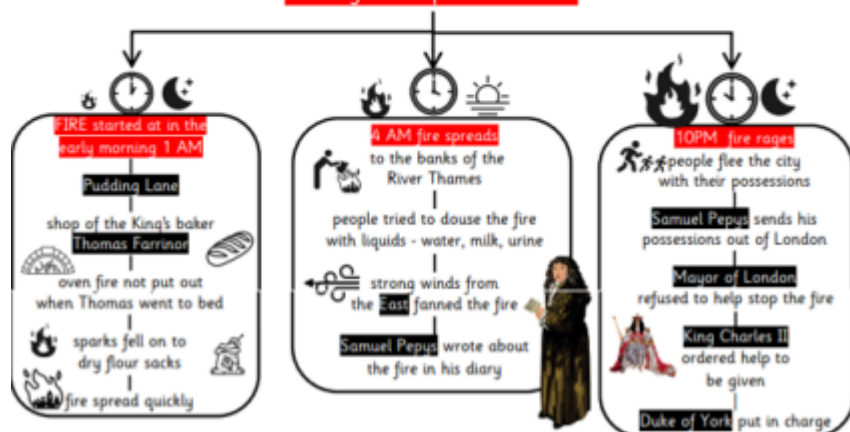 FIRE started at in the
early morning 1 AM
Pudding Lane
shop of the King's baker
Thomas Farrinor
oven fire not put out
when Thomas went to bed
sparks fell on to
dry flour sacks
fire spread quickly
4 AM fire spreads
to the banks of the
River Thames
people tried to douse the fire
with liquids - water, milk, urine
strong winds from
the East fanned the fire
Samuel Pepys wrote about
the fire in his diary
10PM fire rages
people flee the city
with their possessions
Samuel Pepys sends his
possessions out of London
Mayor of London
refused to help stop the fire
King Charles II
ordered help to
be given
Duke of York put in charge